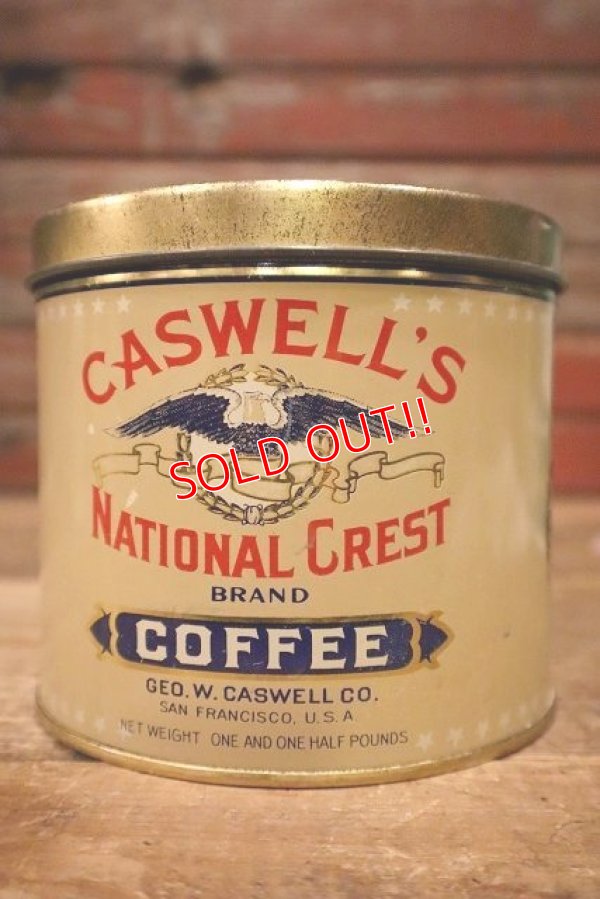 CASWELL'S
SOLD OUT!!
NATIONAL CREST
BRAND
COFFEE
GEO. W. CASWELL CO.
SAN FRANCISCO, U.S.A
NET WEIGHT ONE AND ONE HALF POUNDS